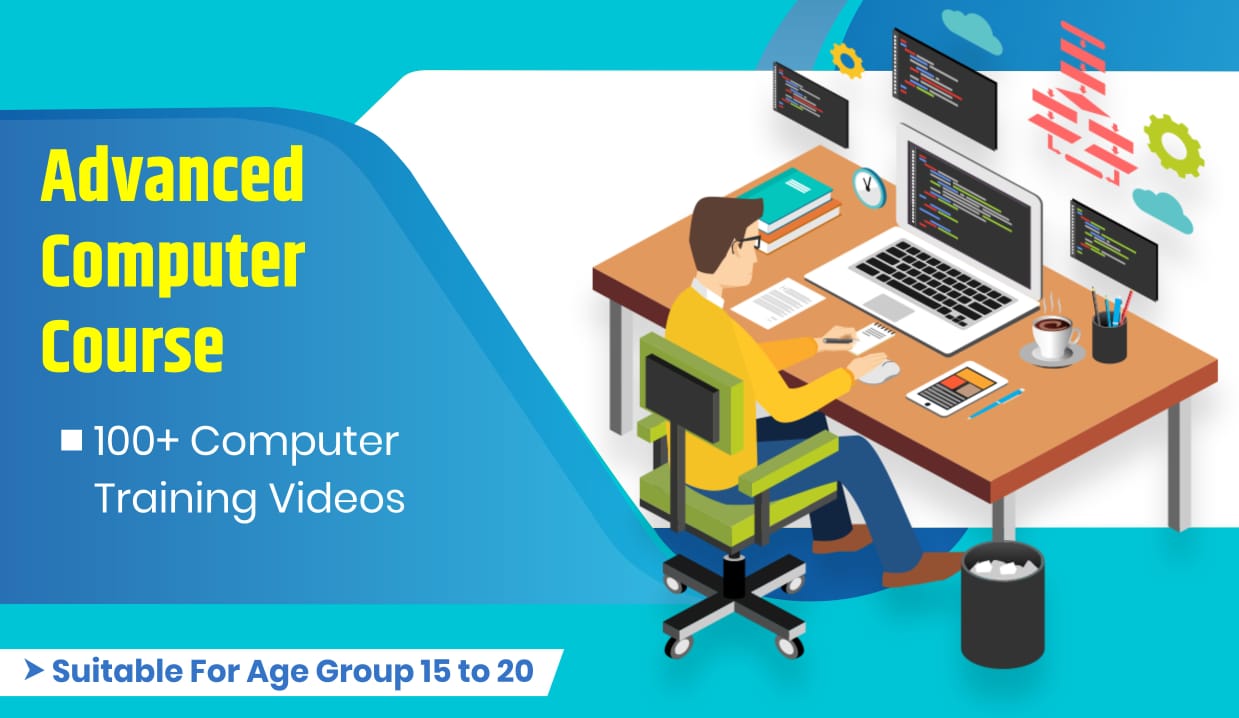 Advanced
Computer
Course
100+ Computer
Training Videos
Suitable For Age Group 15 to 20